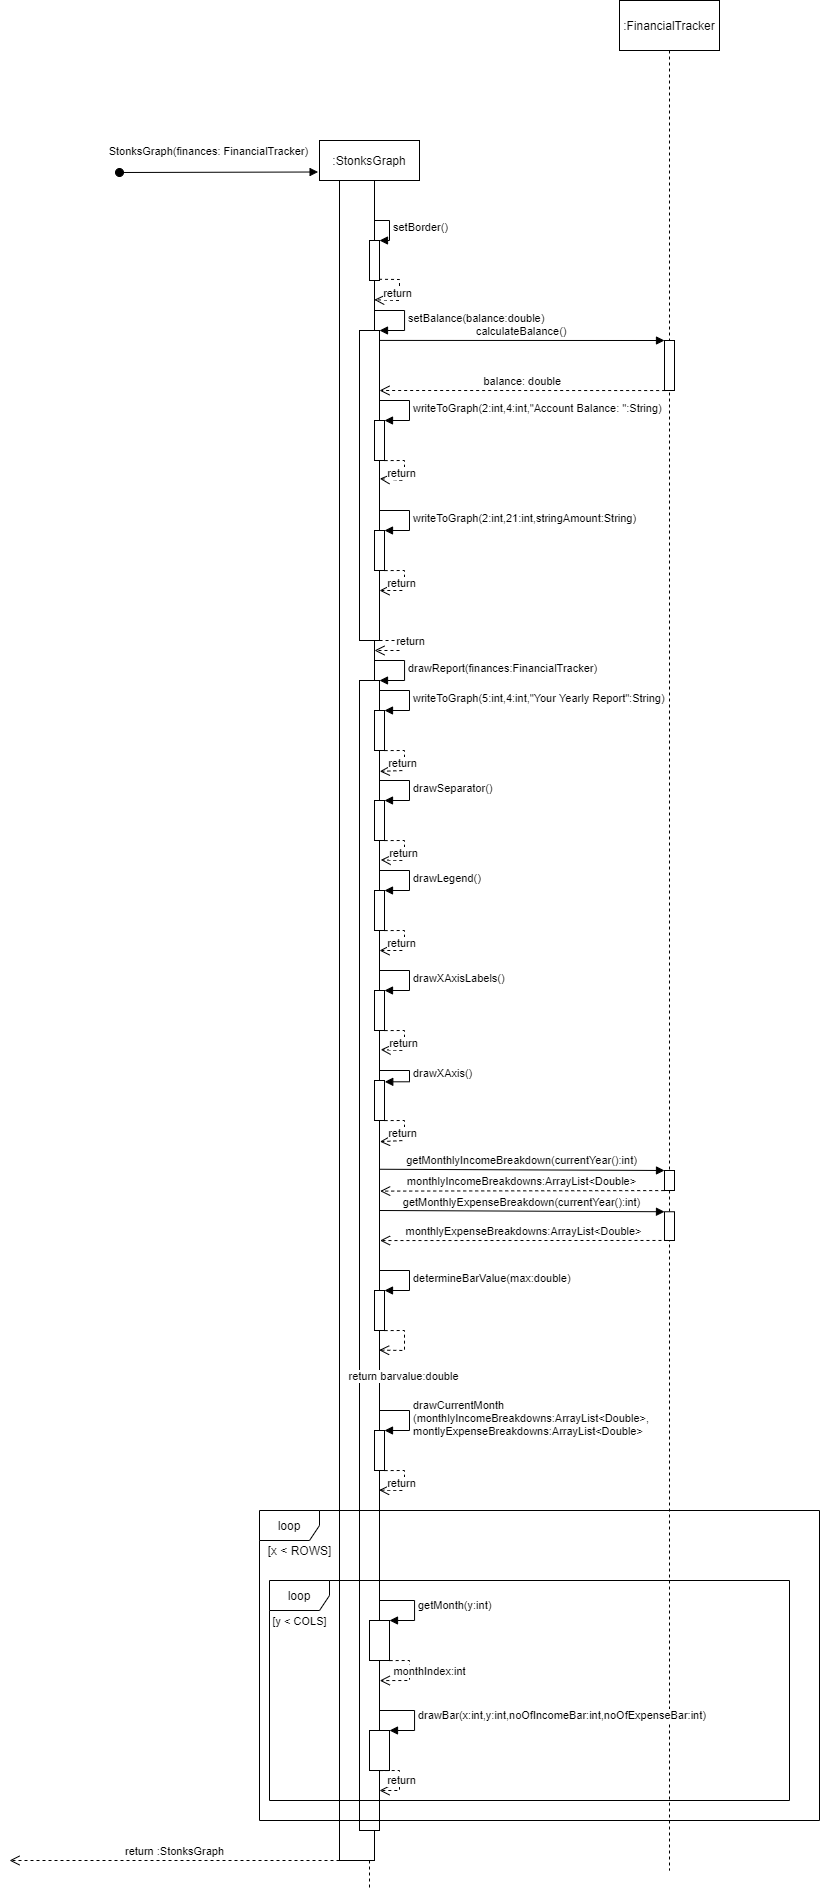 :FinancialTracker
StonksGraph(finances: FinancialTracker)
:StonksGraph
setBorder()
return
setBalance(balance:double)
calculateBalance()
balance: double
writeToGraph(2:int,4:int,"Account Balance: ":String)
return
writeToGraph(2:int,21:int,stringAmount:String)
return
return
drawReport(finances:FinancialTracker)
writeToGraph(5:int,4:int,"Your Yearly Report":String)
return
drawSeparator()
return
drawLegend()
return
drawXAxisLabels()
return
drawXAxis()
return
getMonthlyIncomeBreakdown(currentYear():int)
monthlyIncomeBreakdowns:ArrayList<Double>
getMonthlyExpenseBreakdown(currentYear():int)
monthlyExpenseBreakdowns:ArrayList<Double>
determineBarValue(max:double)
return barvalue:double
drawCurrentMonth
(monthlyIncomeBreakdowns:ArrayList<Double>,
montlyExpenseBreakdowns:ArrayList<Double>
return
loop
[x < ROWS]
loop
[y < COLS]
getMonth(y:int)
monthIndex:int
drawBar(x:int,y:int,noOfIncomeBar:int,noOfExpenseBar:int)
return
return :StonksGraph